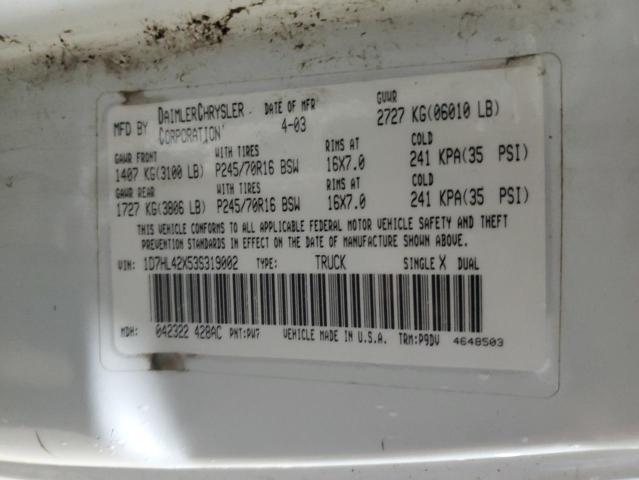 MFD BY DAIMLERCHRYSLER CORPORATION DATE OF MFR 4-03 GVWR 2727 KG(06010 LB)
GAWR FRONT WITH TIRES RIMS AT COLD
1407 KG(3100 LB) P245/70R16 BSW 16X7.0 241 KPA(35 PSI)
GAWR REAR WITH TIRES RIMS AT COLD
1727 KG(3806 LB) P245/70R16 BSW 16X7.0 241 KPA(35 PSI)
THIS VEHICLE CONFORMS TO ALL APPLICABLE FEDERAL MOTOR VEHICLE SAFETY AND THEFT
PREVENTION STANDARDS IN EFFECT ON THE DATE OF MANUFACTURE SHOWN ABOVE.
VIN: 1D7HL42X53S319002 TYPE: TRUCK SINGLE X DUAL
MDH: 042322 428AC PNT:PW7 VEHICLE MADE IN U.S.A. TRM:P9DV 4648503